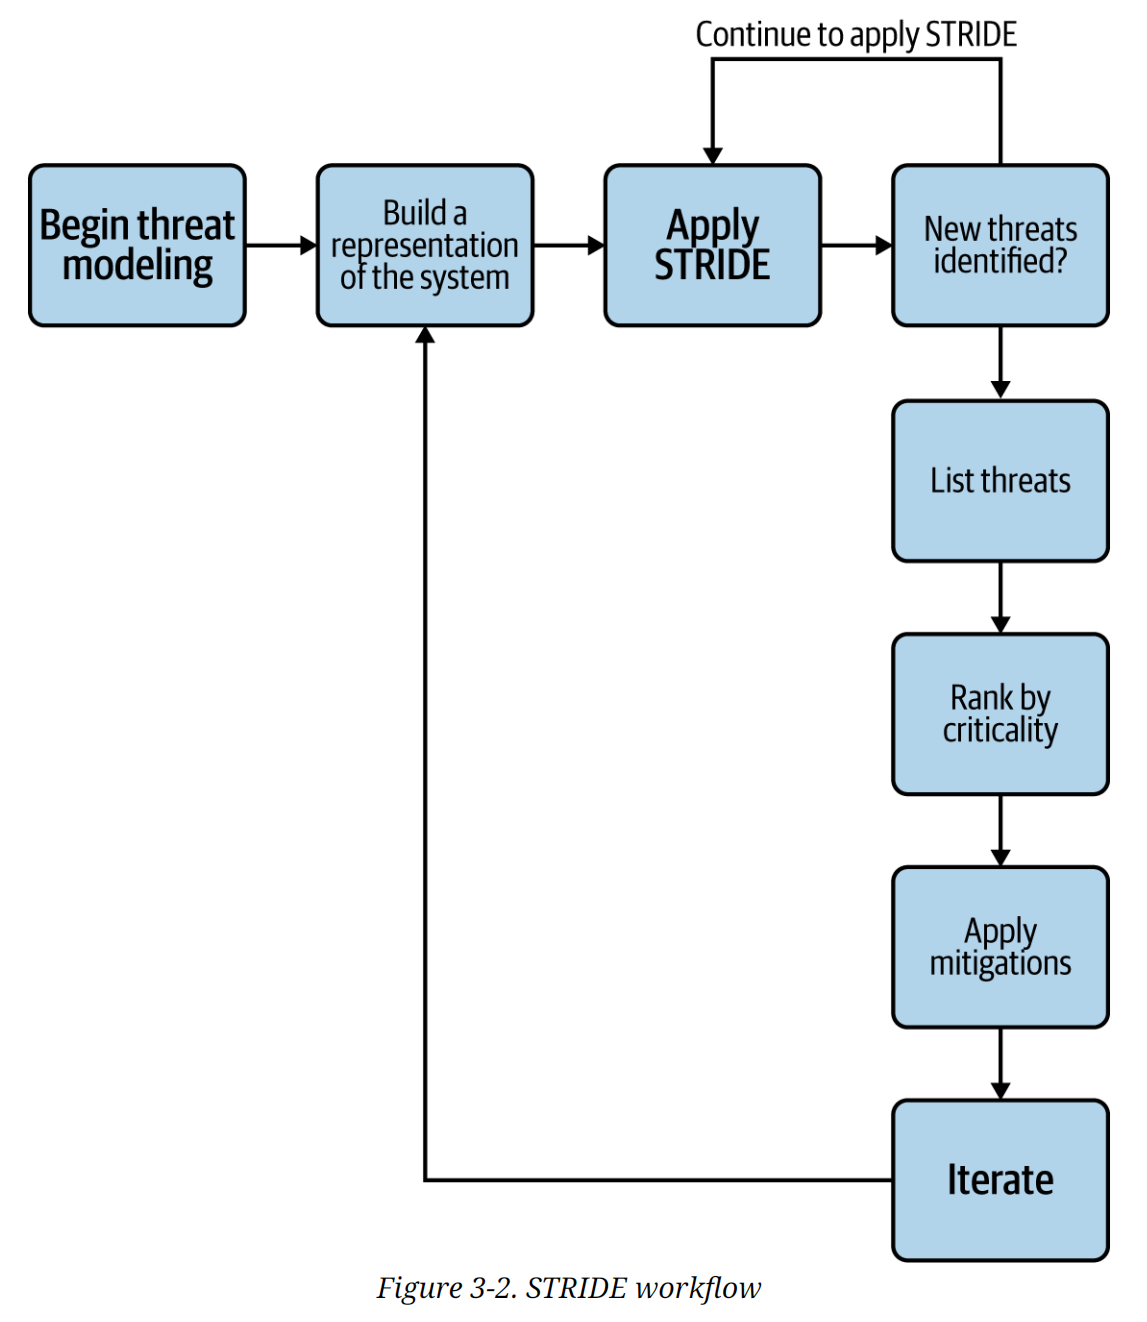 Continue to apply STRIDE
Begin threat
modeling
Build a
representation
of the system
Apply
STRIDE
New threats
identified?
List threats
Rank by
criticality
Apply
mitigations
Iterate
Figure 3-2. STRIDE workflow